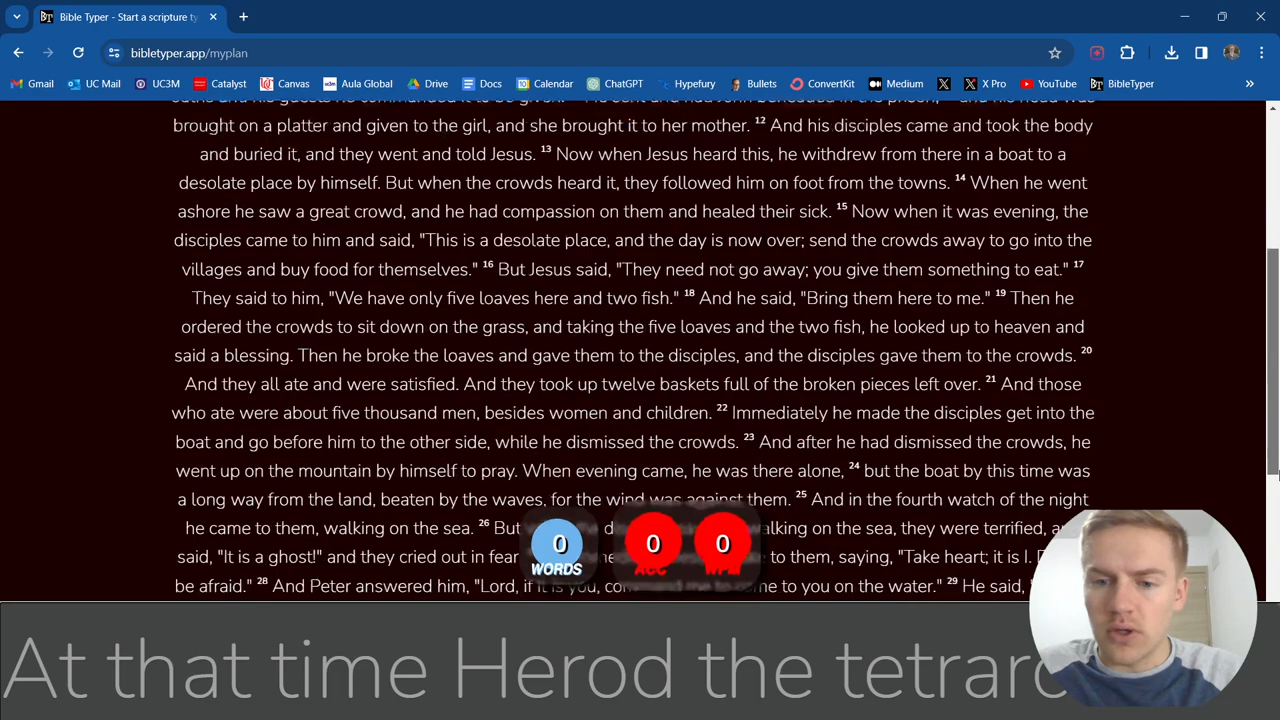 Bible Typer - Start a scripture ty
bibletyper.app/myplan
Gmail UC Mail UC3M Catalyst Canvas Aula Global Drive Docs Calendar ChatGPT Hypefury Bullets ConvertKit Medium X X Pro YouTube BibleTyper
brought on a platter and given to the girl, and she brought it to her mother. 12 And his disciples came and took the body
and buried it, and they went and told Jesus. 13 Now when Jesus heard this, he withdrew from there in a boat to a
desolate place by himself. But when the crowds heard it, they followed him on foot from the towns. 14 When he went
ashore he saw a great crowd, and he had compassion on them and healed their sick. 15 Now when it was evening, the
disciples came to him and said, "This is a desolate place, and the day is now over; send the crowds away to go into the
villages and buy food for themselves." 16 But Jesus said, "They need not go away; you give them something to eat." 17
They said to him, "We have only five loaves here and two fish." 18 And he said, "Bring them here to me." 19 Then he
ordered the crowds to sit down on the grass, and taking the five loaves and the two fish, he looked up to heaven and
said a blessing. Then he broke the loaves and gave them to the disciples, and the disciples gave them to the crowds. 20
And they all ate and were satisfied. And they took up twelve baskets full of the broken pieces left over. 21 And those
who ate were about five thousand men, besides women and children. 22 Immediately he made the disciples get into the
boat and go before him to the other side, while he dismissed the crowds. 23 And after he had dismissed the crowds, he
went up on the mountain by himself to pray. When evening came, he was there alone, 24 but the boat by this time was
a long way from the land, beaten by the waves, for the wind was against them. 25 And in the fourth watch of the night
he came to them, walking on the sea. 26 But walking on the sea, they were terrified,
said, "It is a ghost!" and they cried out in fear to them, saying, "Take heart; it is I.
be afraid." 28 And Peter answered him, "Lord, if it is you, command me to come to you on the water." 29 He said,
0 0 0
WORDS ACC WPM
At that time Herod the tetrarc